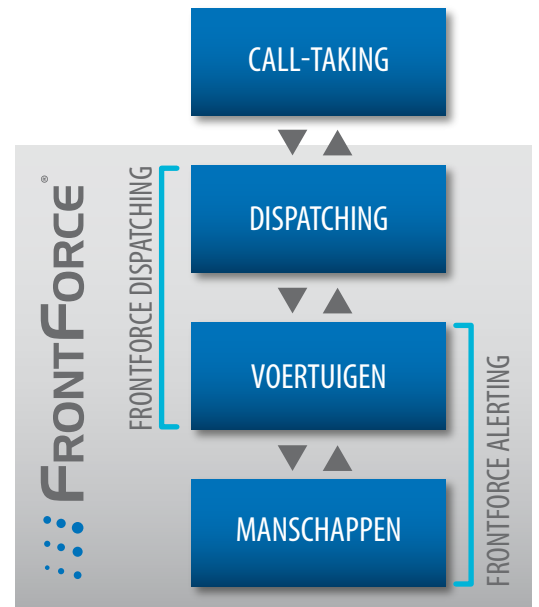 CALL-TAKING
FRONTFORCE®
FRONTFORCE DISPATCHING
DISPATCHING
VOERTUIGEN
FRONTFORCE ALERTING
MANSCHAPPEN